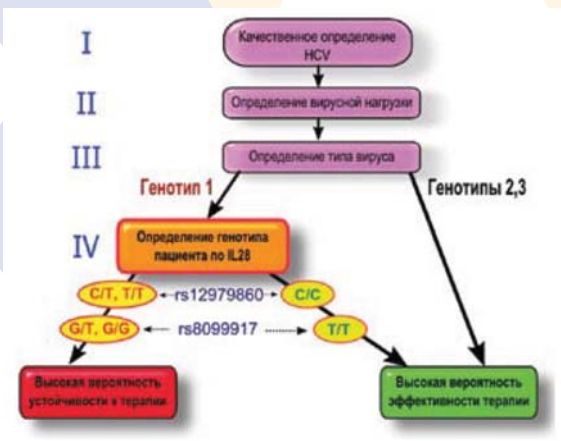 I
Качественное определение
HCV
II
Определение вирусной нагрузки
III
Определение типа вируса
Генотип 1
Генотипы 2,3
IV
Определение генотипа
пациента по IL28
C/T, T/T
rs12979860
C/C
G/T, G/G
rs8099917
T/T
Высокая вероятность
устойчивости к терапии
Высокая вероятность
эффективности терапии